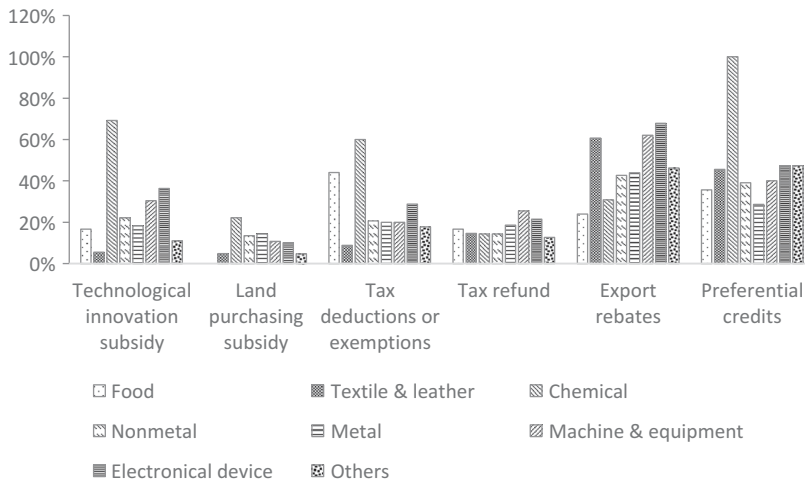 120%
100%
80%
60%
40%
20%
0%
Technological
innovation
subsidy
Land
purchasing
subsidy
Tax
deductions or
exemptions
Tax refund
Export
rebates
Preferential
credits
Food
Textile & leather
Chemical
Nonmetal
Metal
Machine & equipment
Electronical device
Others